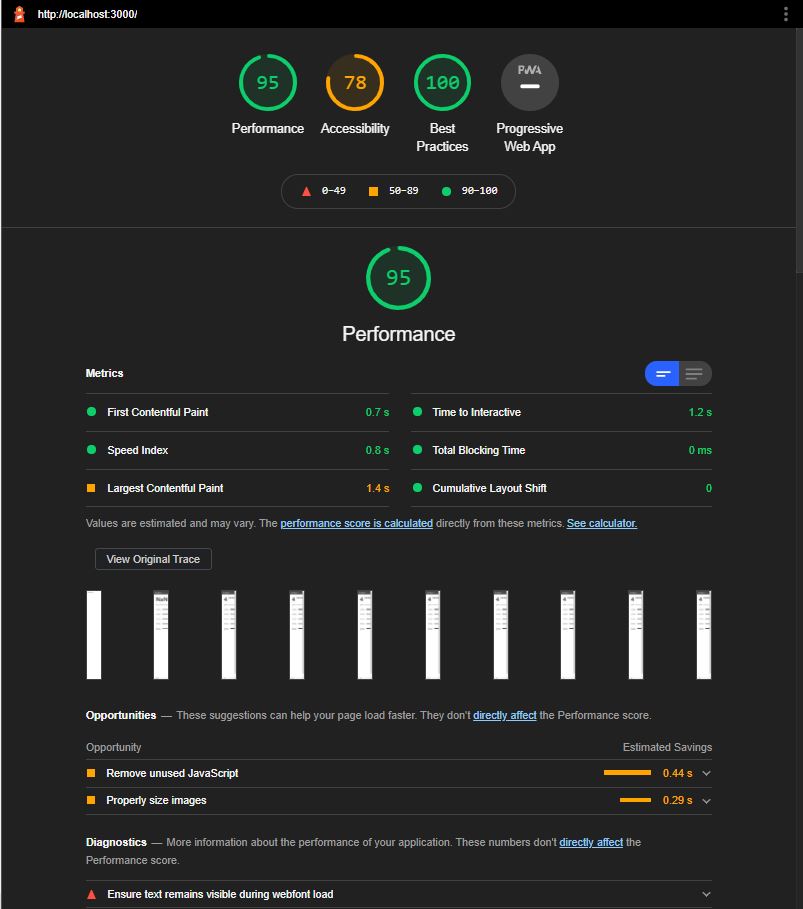 http://localhost:3000/
95
78
100
PWA
Performance
Accessibility
Best
Practices
Progressive
Web App
0–49
50–89
90–100
95
Performance
Metrics
First Contentful Paint 0.7 s
Time to Interactive 1.2 s
Speed Index 0.8 s
Total Blocking Time 0 ms
Largest Contentful Paint 1.4 s
Cumulative Layout Shift 0
Values are estimated and may vary. The performance score is calculated directly from these metrics. See calculator.
View Original Trace
NaN
Opportunities — These suggestions can help your page load faster. They don't directly affect the Performance score.
Opportunity Estimated Savings
Remove unused JavaScript 0.44 s
Properly size images 0.29 s
Diagnostics — More information about the performance of your application. These numbers don't directly affect the
Performance score.
Ensure text remains visible during webfont load